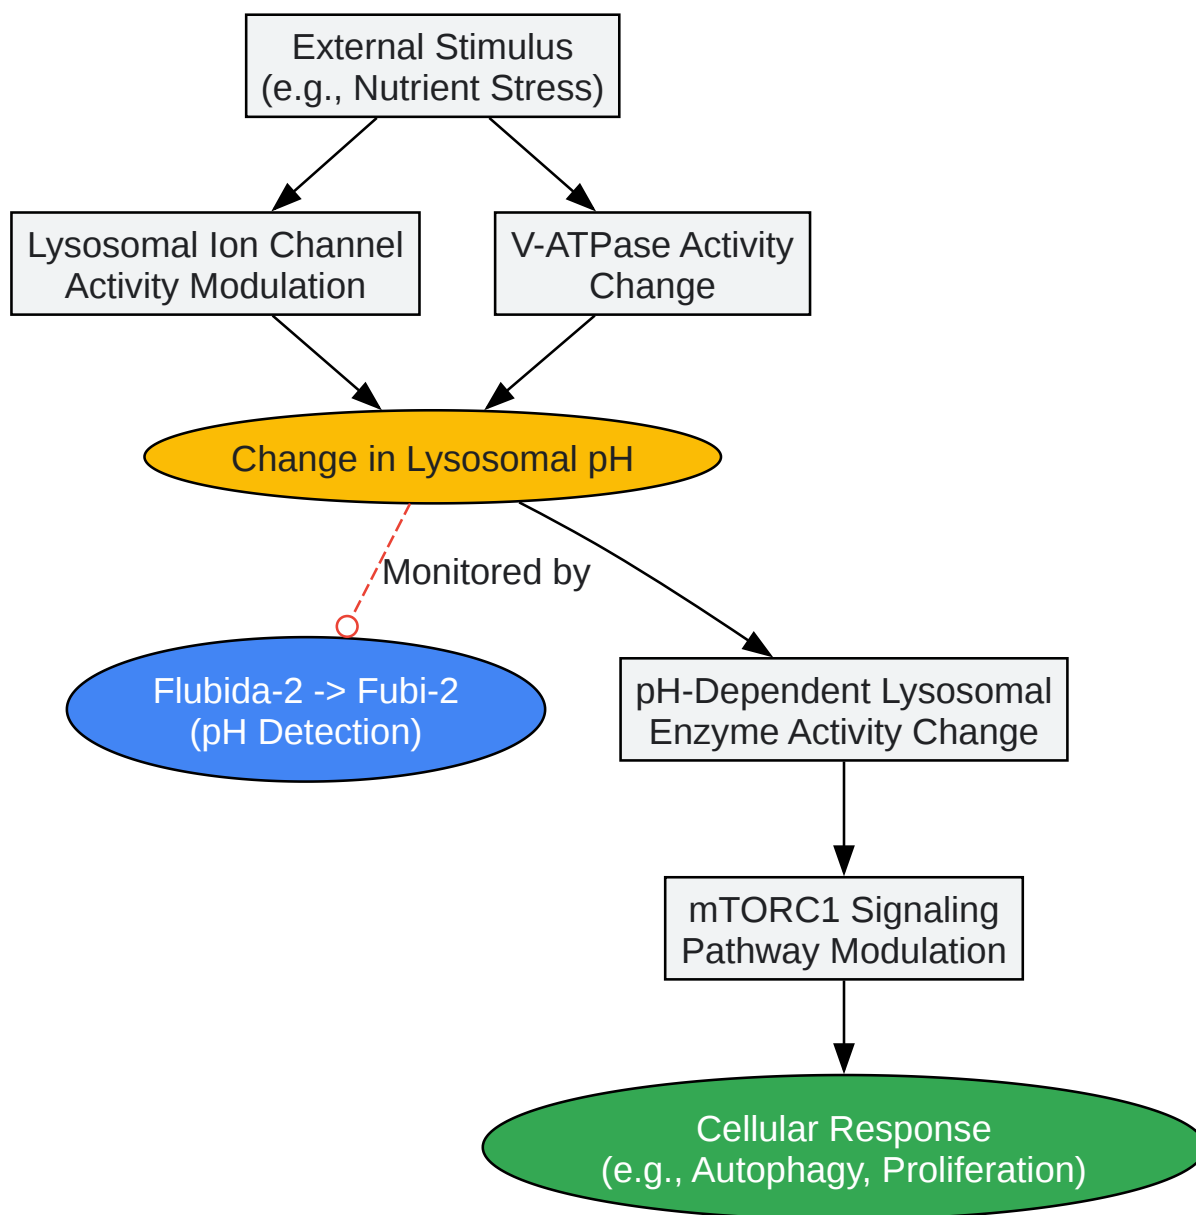 External Stimulus
(e.g., Nutrient Stress)
Lysosomal Ion Channel
Activity Modulation
V-ATPase Activity
Change
Change in Lysosomal pH
Monitored by
Flubida-2 -> Fubi-2
(pH Detection)
pH-Dependent Lysosomal
Enzyme Activity Change
mTORC1 Signaling
Pathway Modulation
Cellular Response
(e.g., Autophagy, Proliferation)